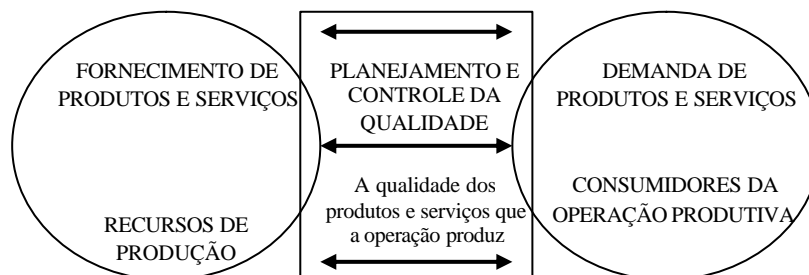 FORNECIMENTO DE
PRODUTOS E SERVIÇOS
RECURSOS DE
PRODUÇÃO
PLANEJAMENTO E
CONTROLE DA
QUALIDADE
A qualidade dos
produtos e serviços que
a operação produz
DEMANDA DE
PRODUTOS E SERVIÇOS
CONSUMIDORES DA
OPERAÇÃO PRODUTIVA